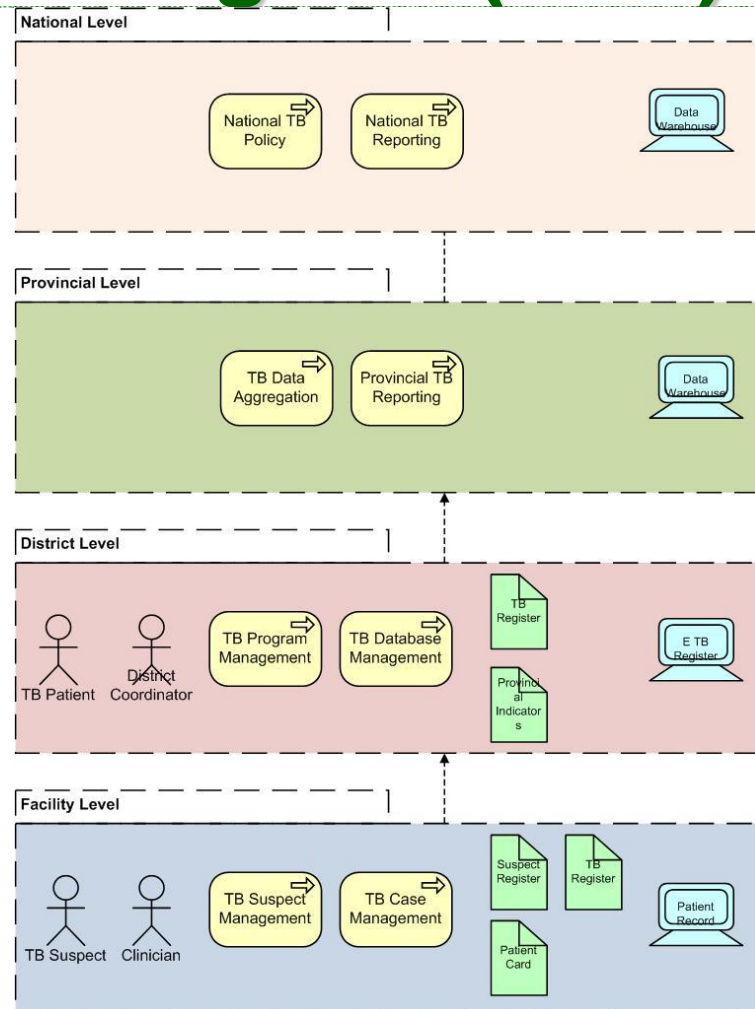 National Level
National TB
Policy
National TB
Reporting
Data
Warehouse
Provincial Level
TB Data
Aggregation
Provincial TB
Reporting
Data
Warehouse
District Level
TB Patient
District
Coordinator
TB Program
Management
TB Database
Management
TB
Register
Provinci
al
Indicator
s
E TB
Register
Facility Level
TB Suspect
Clinician
TB Suspect
Management
TB Case
Management
Suspect
Register
TB
Register
Patient
Card
Patient
Record